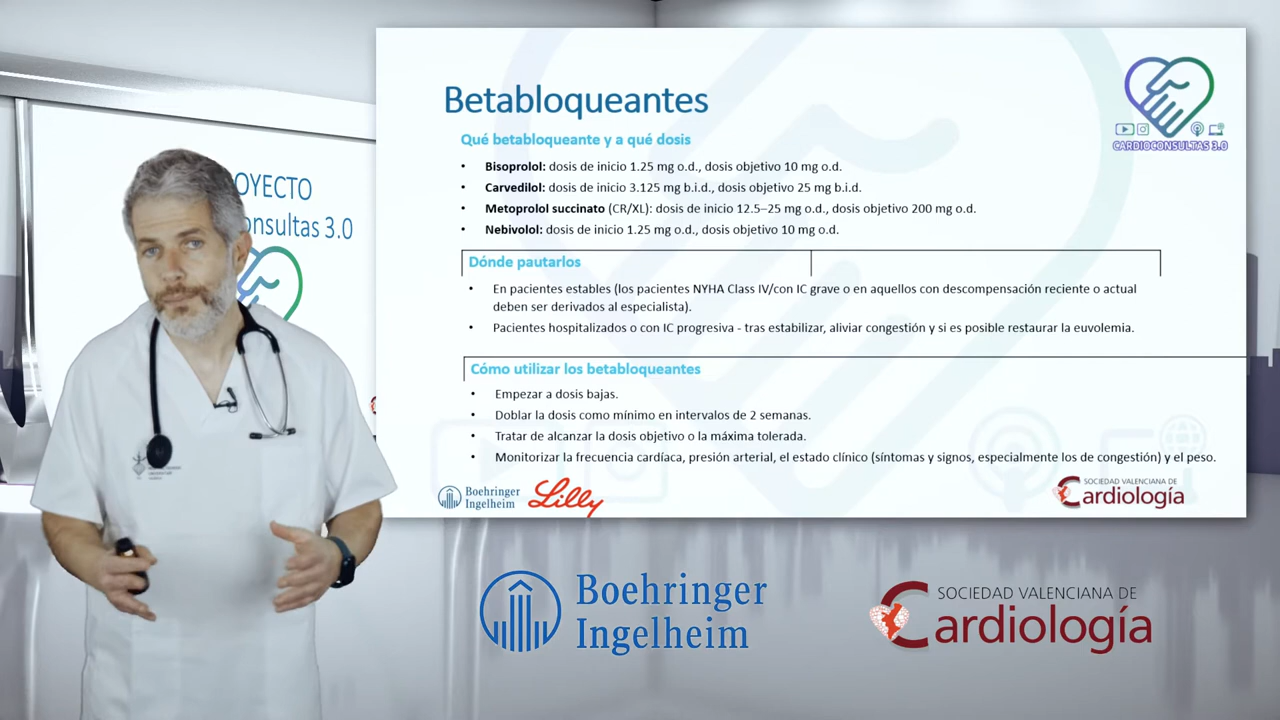 OYECTO
onsultas 3.0
Betabloqueantes
CARDIOCONSULTAS 3.0
Qué betabloqueante y a qué dosis
• Bisoprolol: dosis de inicio 1.25 mg o.d., dosis objetivo 10 mg o.d.
• Carvedilol: dosis de inicio 3.125 mg b.i.d., dosis objetivo 25 mg b.i.d.
• Metoprolol succinato (CR/XL): dosis de inicio 12.5–25 mg o.d., dosis objetivo 200 mg o.d.
• Nebivolol: dosis de inicio 1.25 mg o.d., dosis objetivo 10 mg o.d.
Dónde pautarlos
• En pacientes estables (los pacientes NYHA Class IV/con IC grave o en aquellos con descompensación reciente o actual
deben ser derivados al especialista).
• Pacientes hospitalizados o con IC progresiva - tras estabilizar, aliviar congestión y si es posible restaurar la euvolemia.
Cómo utilizar los betabloqueantes
• Empezar a dosis bajas.
• Doblar la dosis como mínimo en intervalos de 2 semanas.
• Tratar de alcanzar la dosis objetivo o la máxima tolerada.
• Monitorizar la frecuencia cardíaca, presión arterial, el estado clínico (síntomas y signos, especialmente los de congestión) y el peso.
Boehringer
Ingelheim
Lilly
SOCIEDAD VALENCIANA DE
Cardiología
Boehringer
Ingelheim
SOCIEDAD VALENCIANA DE
Cardiología